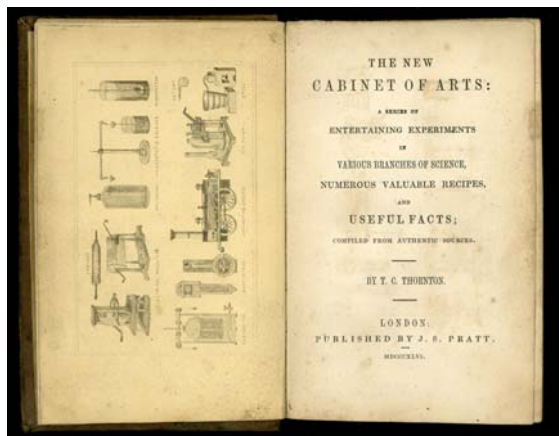 THE NEW
CABINET OF ARTS:
A SERIES OF
ENTERTAINING EXPERIMENTS
IN
VARIOUS BRANCHES OF SCIENCE,
NUMEROUS VALUABLE RECIPES,
AND
USEFUL FACTS;
COMPILED FROM AUTHENTIC SOURCES.
BY T. C. THORNTON.
LONDON:
PUBLISHED BY J. S. PRATT,
MDCCCXLVI.